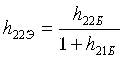 h₂₂Э = h₂₂Б / (1 + h₂₁Б)